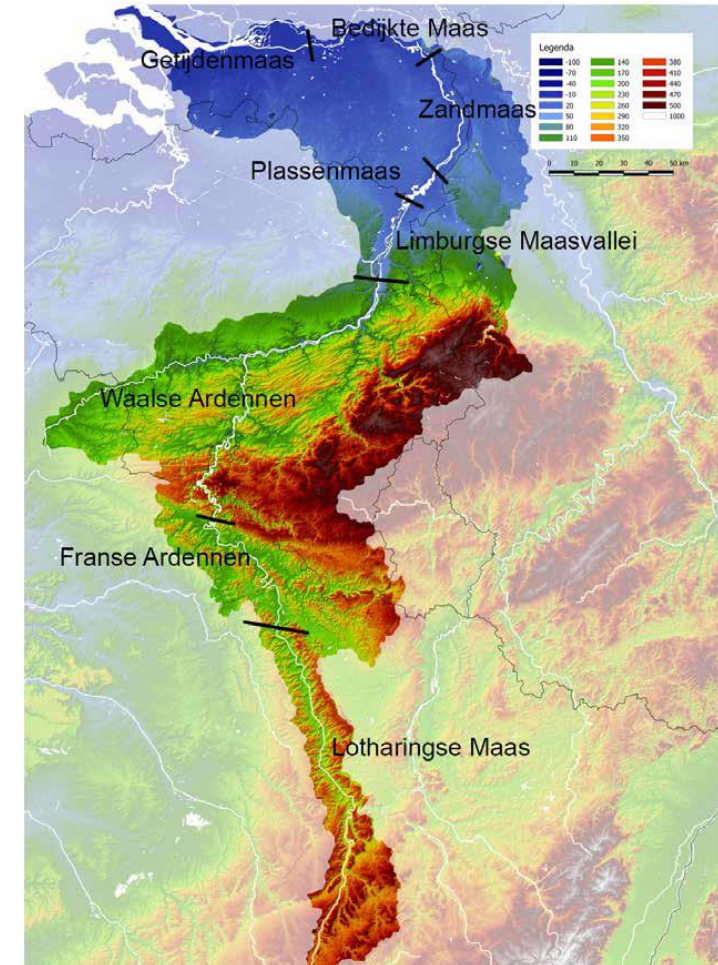 Bedijkte Maas
Getijdenmaas
Zandmaas
Plassenmaas
Limburgse Maasvallei
Waalse Ardennen
Franse Ardennen
Lotharingse Maas
Legenda
-100 140 380
-70 170 410
-40 200 440
-10 230 470
20 260 500
50 290 1000
80 320
110 350
0 10 20 30 40 50 km